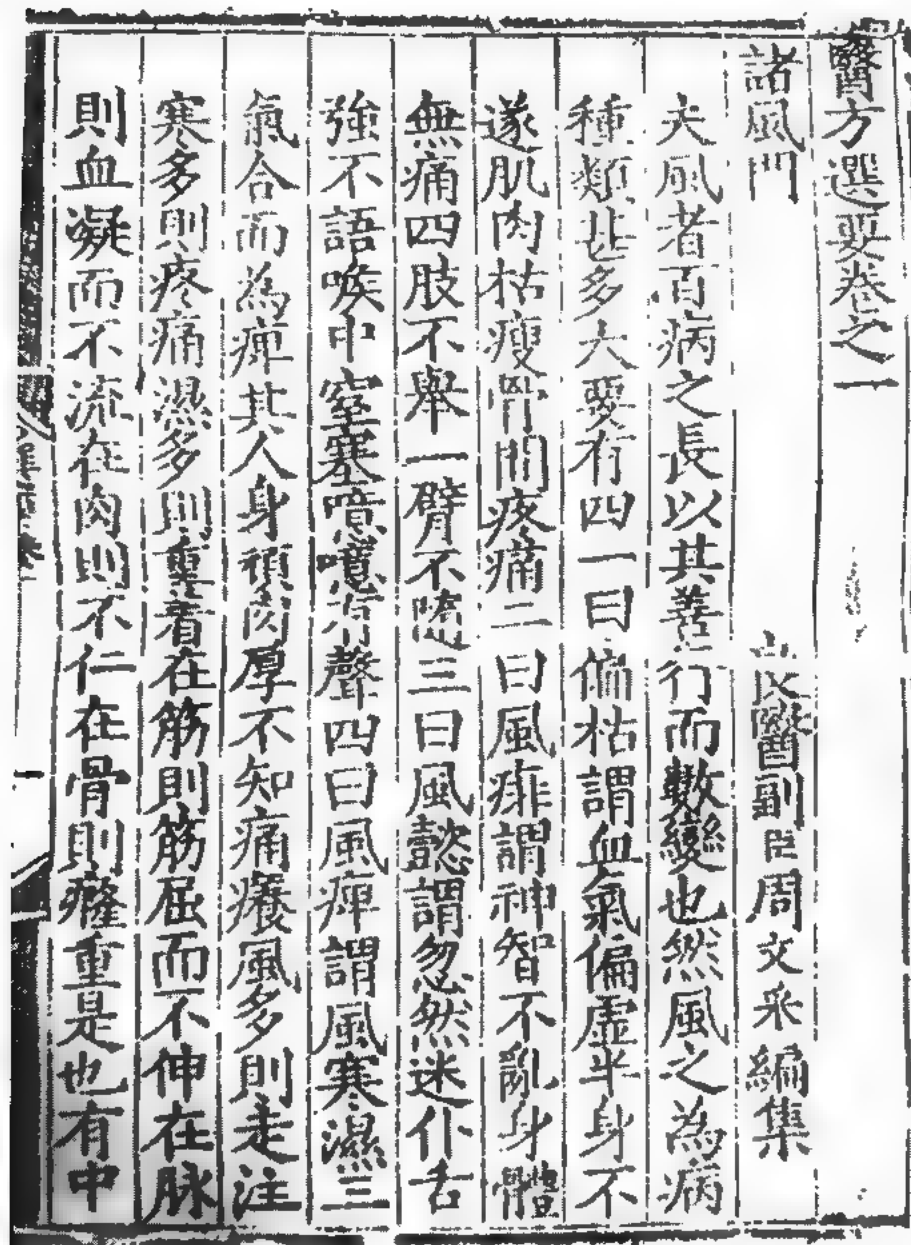 醫方選要卷之一
諸風門 良醫副臣周文采編集
夫風者百病之長以其善行而數變也然風之為病
種類甚多大要有四一曰偏枯謂血氣偏虛半身不
遂肌肉枯瘦骨間疼痛二曰風痱謂神智不亂身體
無痛四肢不舉一臂不隨三曰風懿謂忽然迷仆舌
強不語喉中窒塞噫噫有聲四曰風痺謂風寒濕三
氣合而為痺其人身頑肉厚不知痛癢風多則走注
寒多則疼痛濕多則重着在筋則筋屈而不伸在脉
則血凝而不流在肉則不仁在骨則癃重是也有中